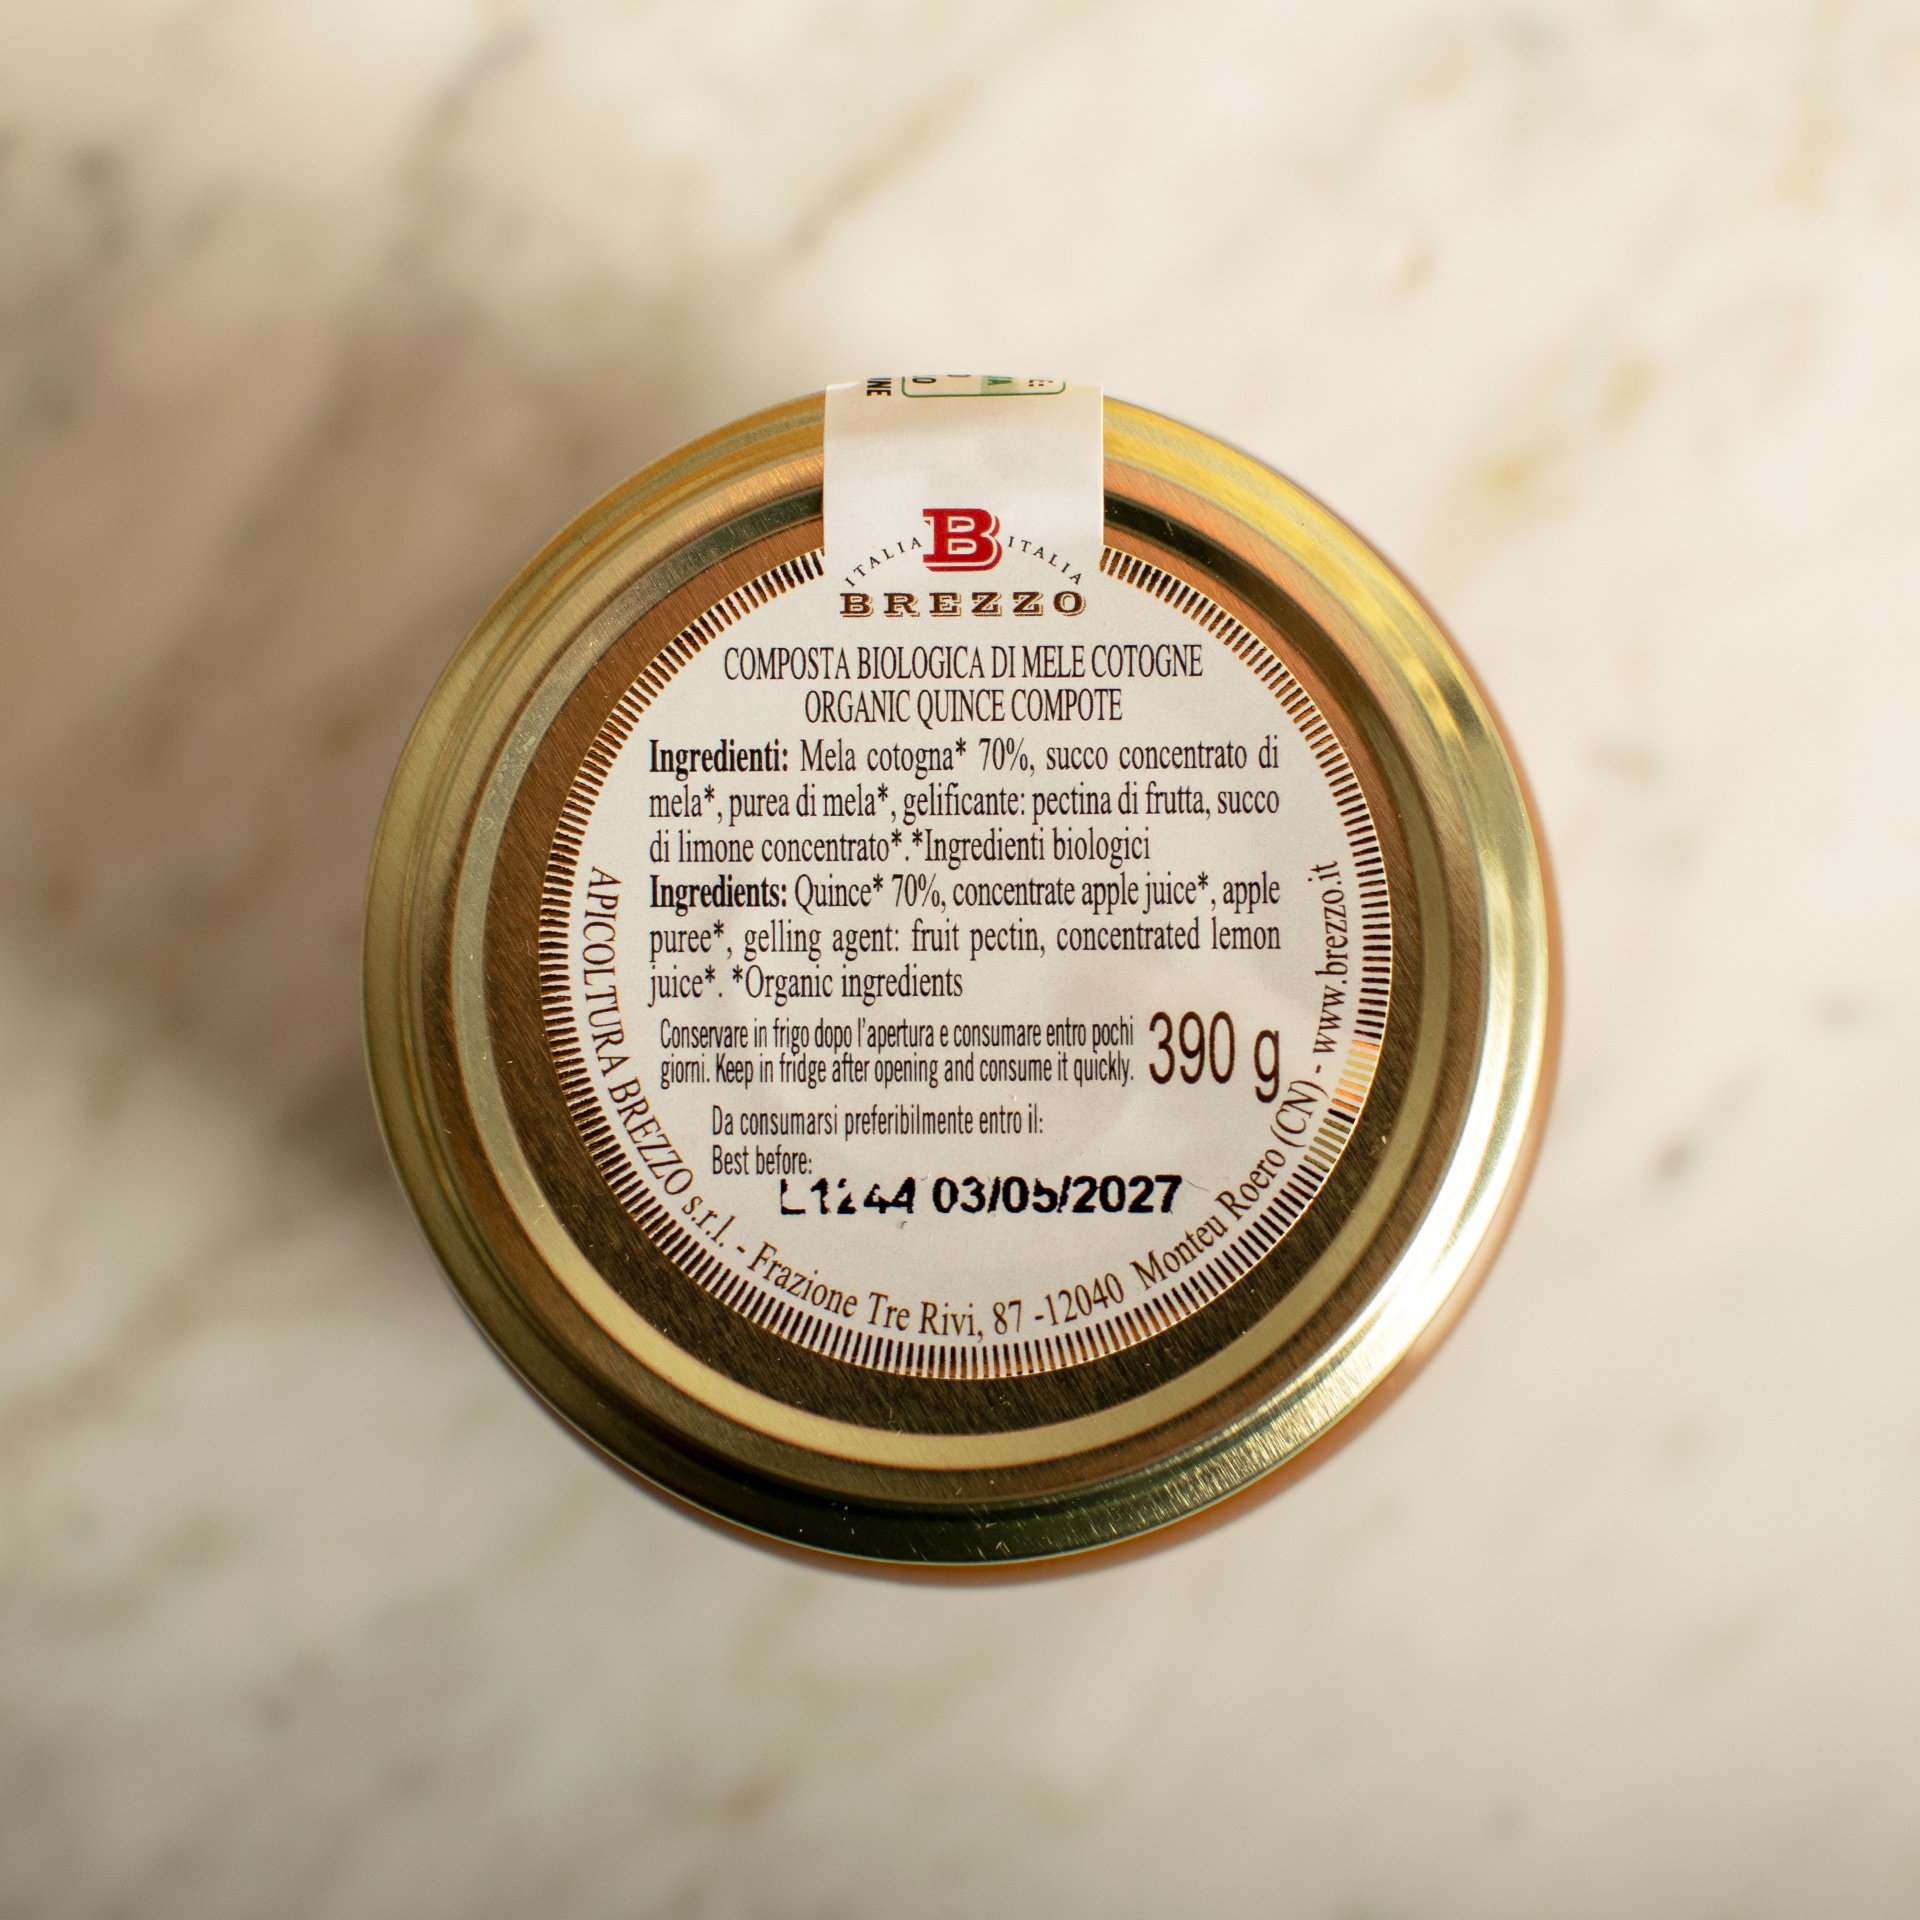 B
ITALIA ITALIA
BREZZO
COMPOSTA BIOLOGICA DI MELE COTOGNE
ORGANIC QUINCE COMPOTE
Ingredienti: Mela cotogna* 70%, succo concentrato di
mela*, purea di mela*, gelificante: pectina di frutta, succo
di limone concentrato*.*Ingredienti biologici
Ingredients: Quince* 70%, concentrate apple juice*, apple
puree*, gelling agent: fruit pectin, concentrated lemon
juice*. *Organic ingredients
Conservare in frigo dopo l'apertura e consumare entro pochi
giorni. Keep in fridge after opening and consume it quickly.
390 g
Da consumarsi preferibilmente entro il:
Best before:
L1244 03/05/2027
APICOLTURA BREZZO s.r.l. - Frazione Tre Rivi, 87 -12040 Monteu Roero (CN) - www.brezzo.it